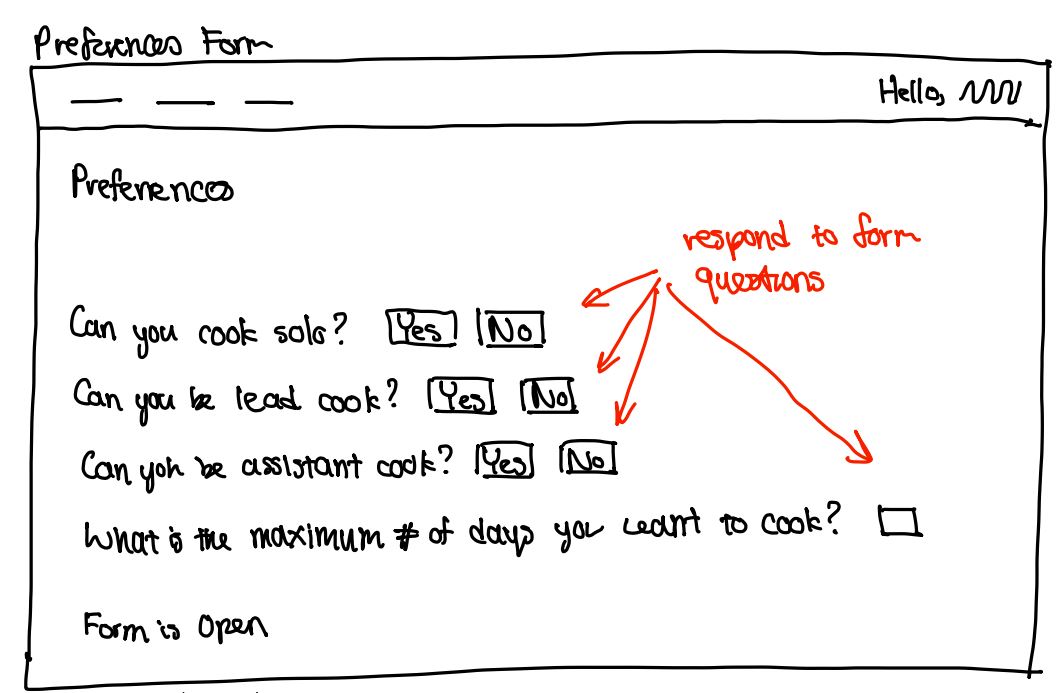 Preferences Form
Hello,
Preferences
respond to form
questions
Can you cook solo? Yes No
Can you be lead cook? Yes No
Can you be assistant cook? Yes No
What is the maximum # of days you want to cook?
Form is Open